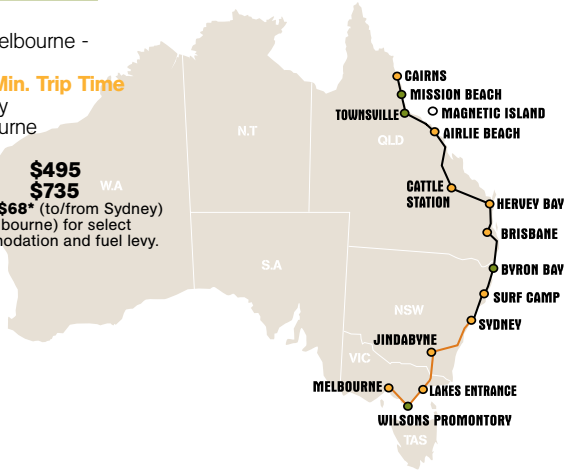 elbourne -
Min. Trip Time
y
urne
$495
$735
$68* (to/from Sydney)
bourne) for select
nodation and fuel levy.
W.A
N.T
QLD
S.A
NSW
VIC
TAS
CAIRNS
MISSION BEACH
TOWNSVILLE
MAGNETIC ISLAND
AIRLIE BEACH
CATTLE
STATION
HERVEY BAY
BRISBANE
BYRON BAY
SURF CAMP
SYDNEY
JINDABYNE
MELBOURNE
LAKES ENTRANCE
WILSONS PROMONTORY